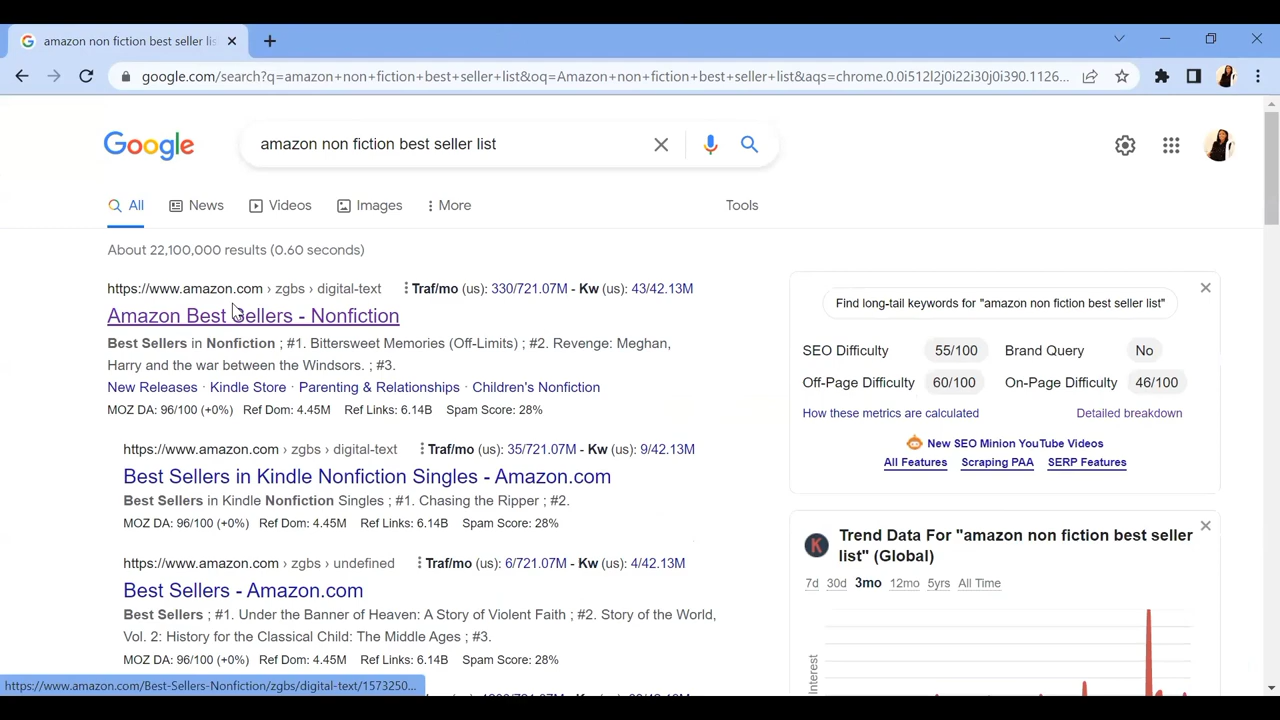 amazon non fiction best seller lis
google.com/search?q=amazon+non+fiction+best+seller+list&oq=Amazon+non+fiction+best+seller+list&aqs=chrome.0.0i512l2j0i22i30j0i390.1126...
Google
amazon non fiction best seller list
All News Videos Images More Tools
About 22,100,000 results (0.60 seconds)
https://www.amazon.com › zgbs › digital-text Traf/mo (us): 330/721.07M - Kw (us): 43/42.13M
Amazon Best Sellers - Nonfiction
Best Sellers in Nonfiction ; #1. Bittersweet Memories (Off-Limits) ; #2. Revenge: Meghan,
Harry and the war between the Windsors. ; #3.
New Releases · Kindle Store · Parenting & Relationships · Children's Nonfiction
MOZ DA: 96/100 (+0%) Ref Dom: 4.45M Ref Links: 6.14B Spam Score: 28%
https://www.amazon.com › zgbs › digital-text Traf/mo (us): 35/721.07M - Kw (us): 9/42.13M
Best Sellers in Kindle Nonfiction Singles - Amazon.com
Best Sellers in Kindle Nonfiction Singles ; #1. Chasing the Ripper ; #2.
MOZ DA: 96/100 (+0%) Ref Dom: 4.45M Ref Links: 6.14B Spam Score: 28%
https://www.amazon.com › zgbs › undefined Traf/mo (us): 6/721.07M - Kw (us): 4/42.13M
Best Sellers - Amazon.com
Best Sellers ; #1. Under the Banner of Heaven: A Story of Violent Faith ; #2. Story of the World,
Vol. 2: History for the Classical Child: The Middle Ages ; #3.
MOZ DA: 96/100 (+0%) Ref Dom: 4.45M Ref Links: 6.14B Spam Score: 28%
https://www.amazon.com/Best-Sellers-Nonfiction/zgbs/digital-text/1573250...
Find long-tail keywords for "amazon non fiction best seller list"
SEO Difficulty 55/100 Brand Query No
Off-Page Difficulty 60/100 On-Page Difficulty 46/100
How these metrics are calculated Detailed breakdown
New SEO Minion YouTube Videos
All Features Scraping PAA SERP Features
K
Trend Data For "amazon non fiction best seller
list" (Global)
7d 30d 3mo 12mo 5yrs All Time
Interest